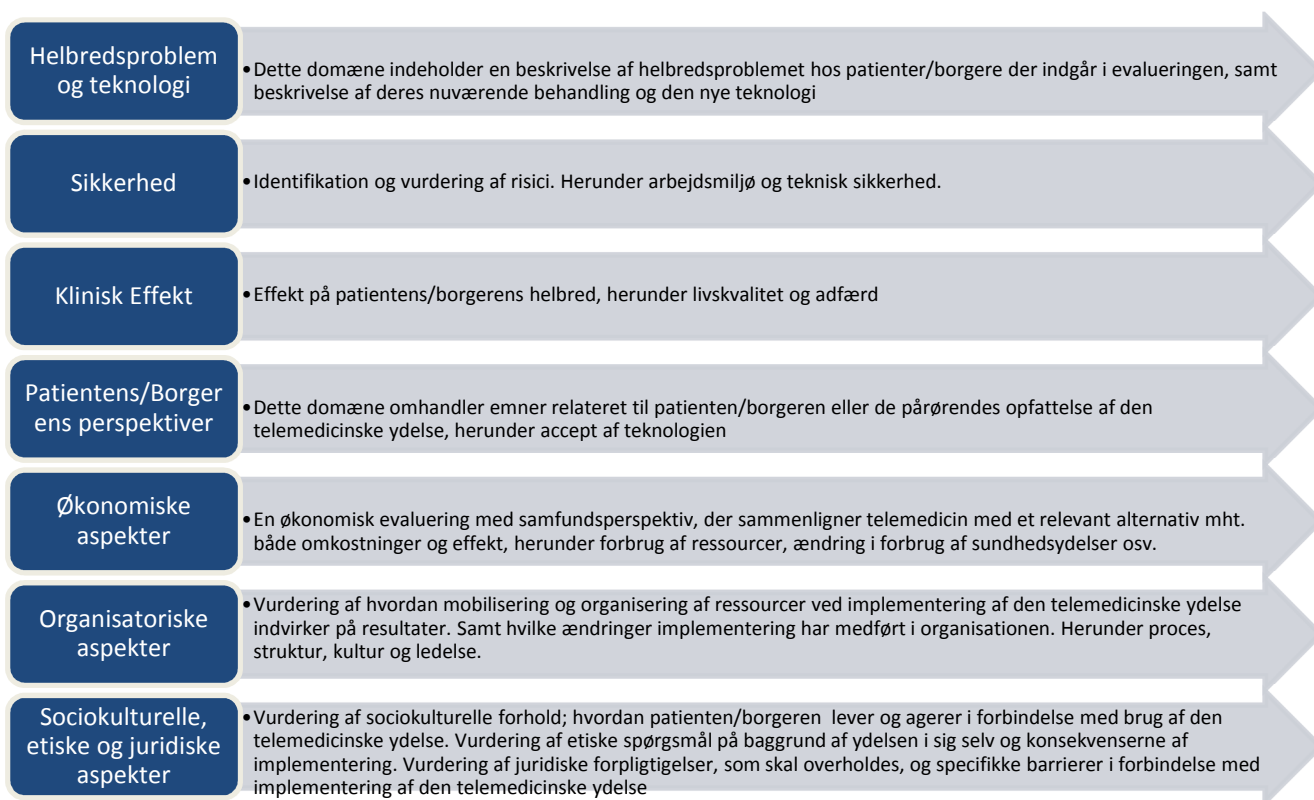 Helbredsproblem
og teknologi
•Dette domæne indeholder en beskrivelse af helbredsproblemet hos patienter/borgere der indgår i evalueringen, samt
beskrivelse af deres nuværende behandling og den nye teknologi
Sikkerhed
•Identifikation og vurdering af risici. Herunder arbejdsmiljø og teknisk sikkerhed.
Klinisk Effekt
•Effekt på patientens/borgerens helbred, herunder livskvalitet og adfærd
Patientens/Borger
ens perspektiver
•Dette domæne omhandler emner relateret til patienten/borgeren eller de pårørendes opfattelse af den
telemedicinske ydelse, herunder accept af teknologien
Økonomiske
aspekter
•En økonomisk evaluering med samfundsperspektiv, der sammenligner telemedicin med et relevant alternativ mht.
både omkostninger og effekt, herunder forbrug af ressourcer, ændring i forbrug af sundhedsydelser osv.
Organisatoriske
aspekter
•Vurdering af hvordan mobilisering og organisering af ressourcer ved implementering af den telemedicinske ydelse
indvirker på resultater. Samt hvilke ændringer implementering har medført i organisationen. Herunder proces,
struktur, kultur og ledelse.
Sociokulturelle,
etiske og juridiske
aspekter
•Vurdering af sociokulturelle forhold; hvordan patienten/borgeren lever og agerer i forbindelse med brug af den
telemedicinske ydelse. Vurdering af etiske spørgsmål på baggrund af ydelsen i sig selv og konsekvenserne af
implementering. Vurdering af juridiske forpligtigelser, som skal overholdes, og specifikke barrierer i forbindelse med
implementering af den telemedicinske ydelse